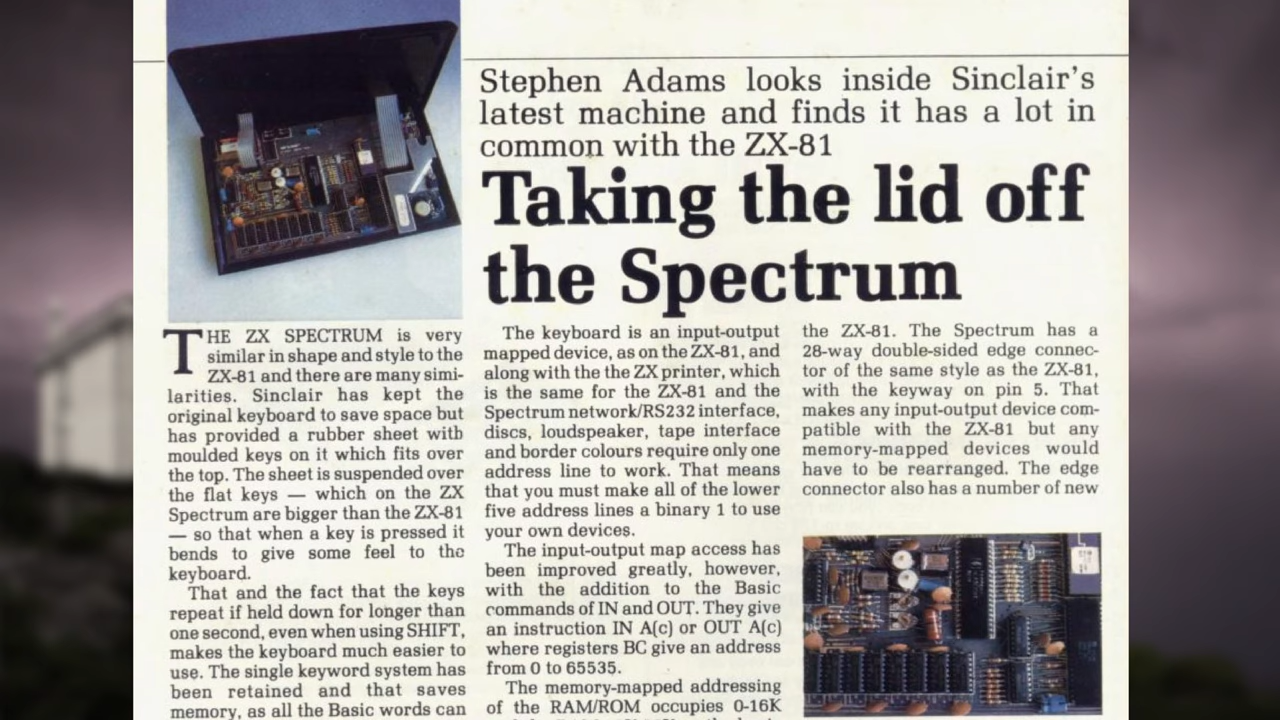 Stephen Adams looks inside Sinclair's
latest machine and finds it has a lot in
common with the ZX-81
Taking the lid off
the Spectrum
THE ZX SPECTRUM is very
similar in shape and style to the
ZX-81 and there are many simi-
larities. Sinclair has kept the
original keyboard to save space but
has provided a rubber sheet with
moulded keys on it which fits over
the top. The sheet is suspended over
the flat keys — which on the ZX
Spectrum are bigger than the ZX-81
— so that when a key is pressed it
bends to give some feel to the
keyboard.
And the fact that the keys
repeat if held down for longer than
one second, even when using SHIFT,
makes the keyboard much easier to
use. The single keyword system has
been retained and that saves
memory, as all the Basic words can
The keyboard is an input-output
mapped device, as on the ZX-81, and
along with the the ZX printer, which
is the same for the ZX-81 and the
Spectrum network/RS232 interface,
discs, loudspeaker, tape interface
and border colours require only one
address line to work. That means
that you must make all of the lower
five address lines a binary 1 to use
your own devices.
The input-output map access has
been improved greatly, however,
with the addition to the Basic
commands of IN and OUT. They give
an instruction IN A(c) or OUT A(c)
where registers BC give an address
from 0 to 65535.
The memory-mapped addressing
of the RAM/ROM occupies 0-16K
the ZX-81. The Spectrum has a
28-way double-sided edge connec-
tor of the same style as the ZX-81,
with the keyway on pin 5. That
makes any input-output device com-
patible with the ZX-81 but any
memory-mapped devices would
have to be rearranged. The edge
connector also has a number of new